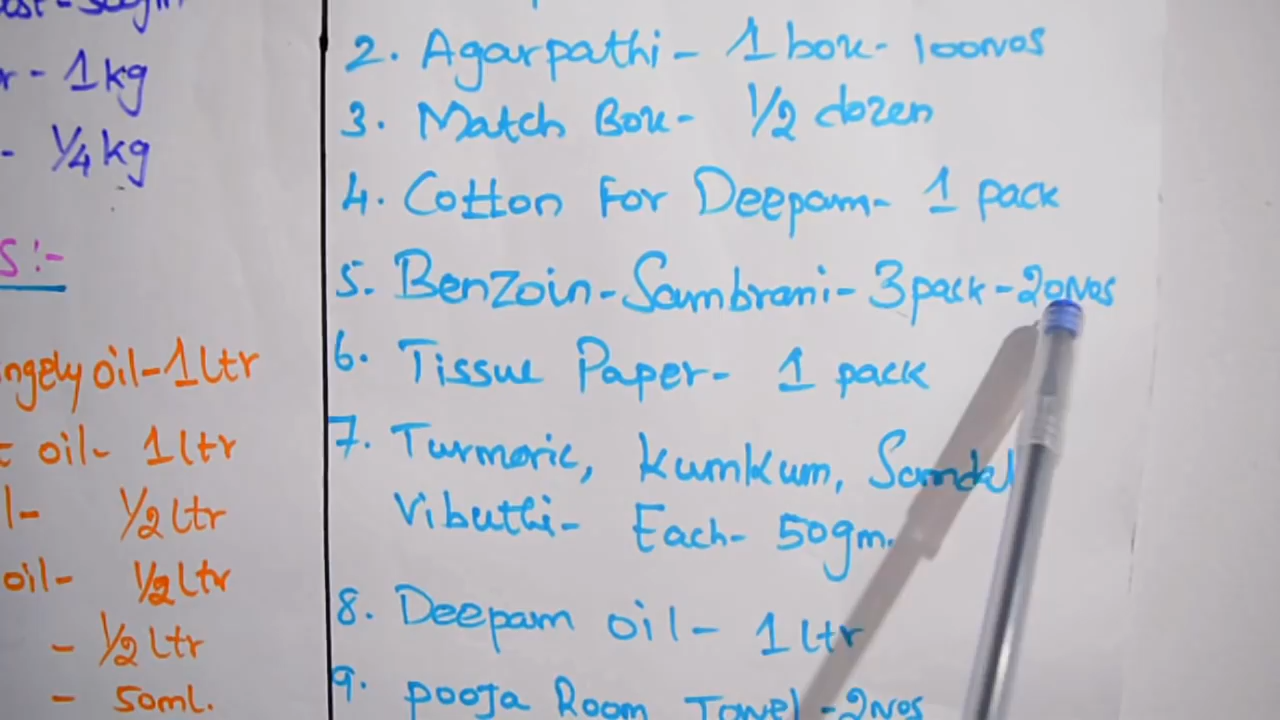 - 1kg
- 1/4 kg
S:-
ngely oil-1 Ltr
oil- 1 Ltr
- 1/2 Ltr
oil- 1/2 Ltr
- 1/2 Ltr
- 50ml.
2. Agarpathi- 1 box- 100Nos
3. Match Box- 1/2 dozen
4. Cotton For Deepam- 1 pack
5. Benzoin-Sambrani-3 pack-20Nos
6. Tissue Paper- 1 pack
7. Turmeric, Kumkum, Sandal
Vibuthi- Each- 50gm.
8. Deepam oil- 1 Ltr
9. Pooja Room Towel-2Nos